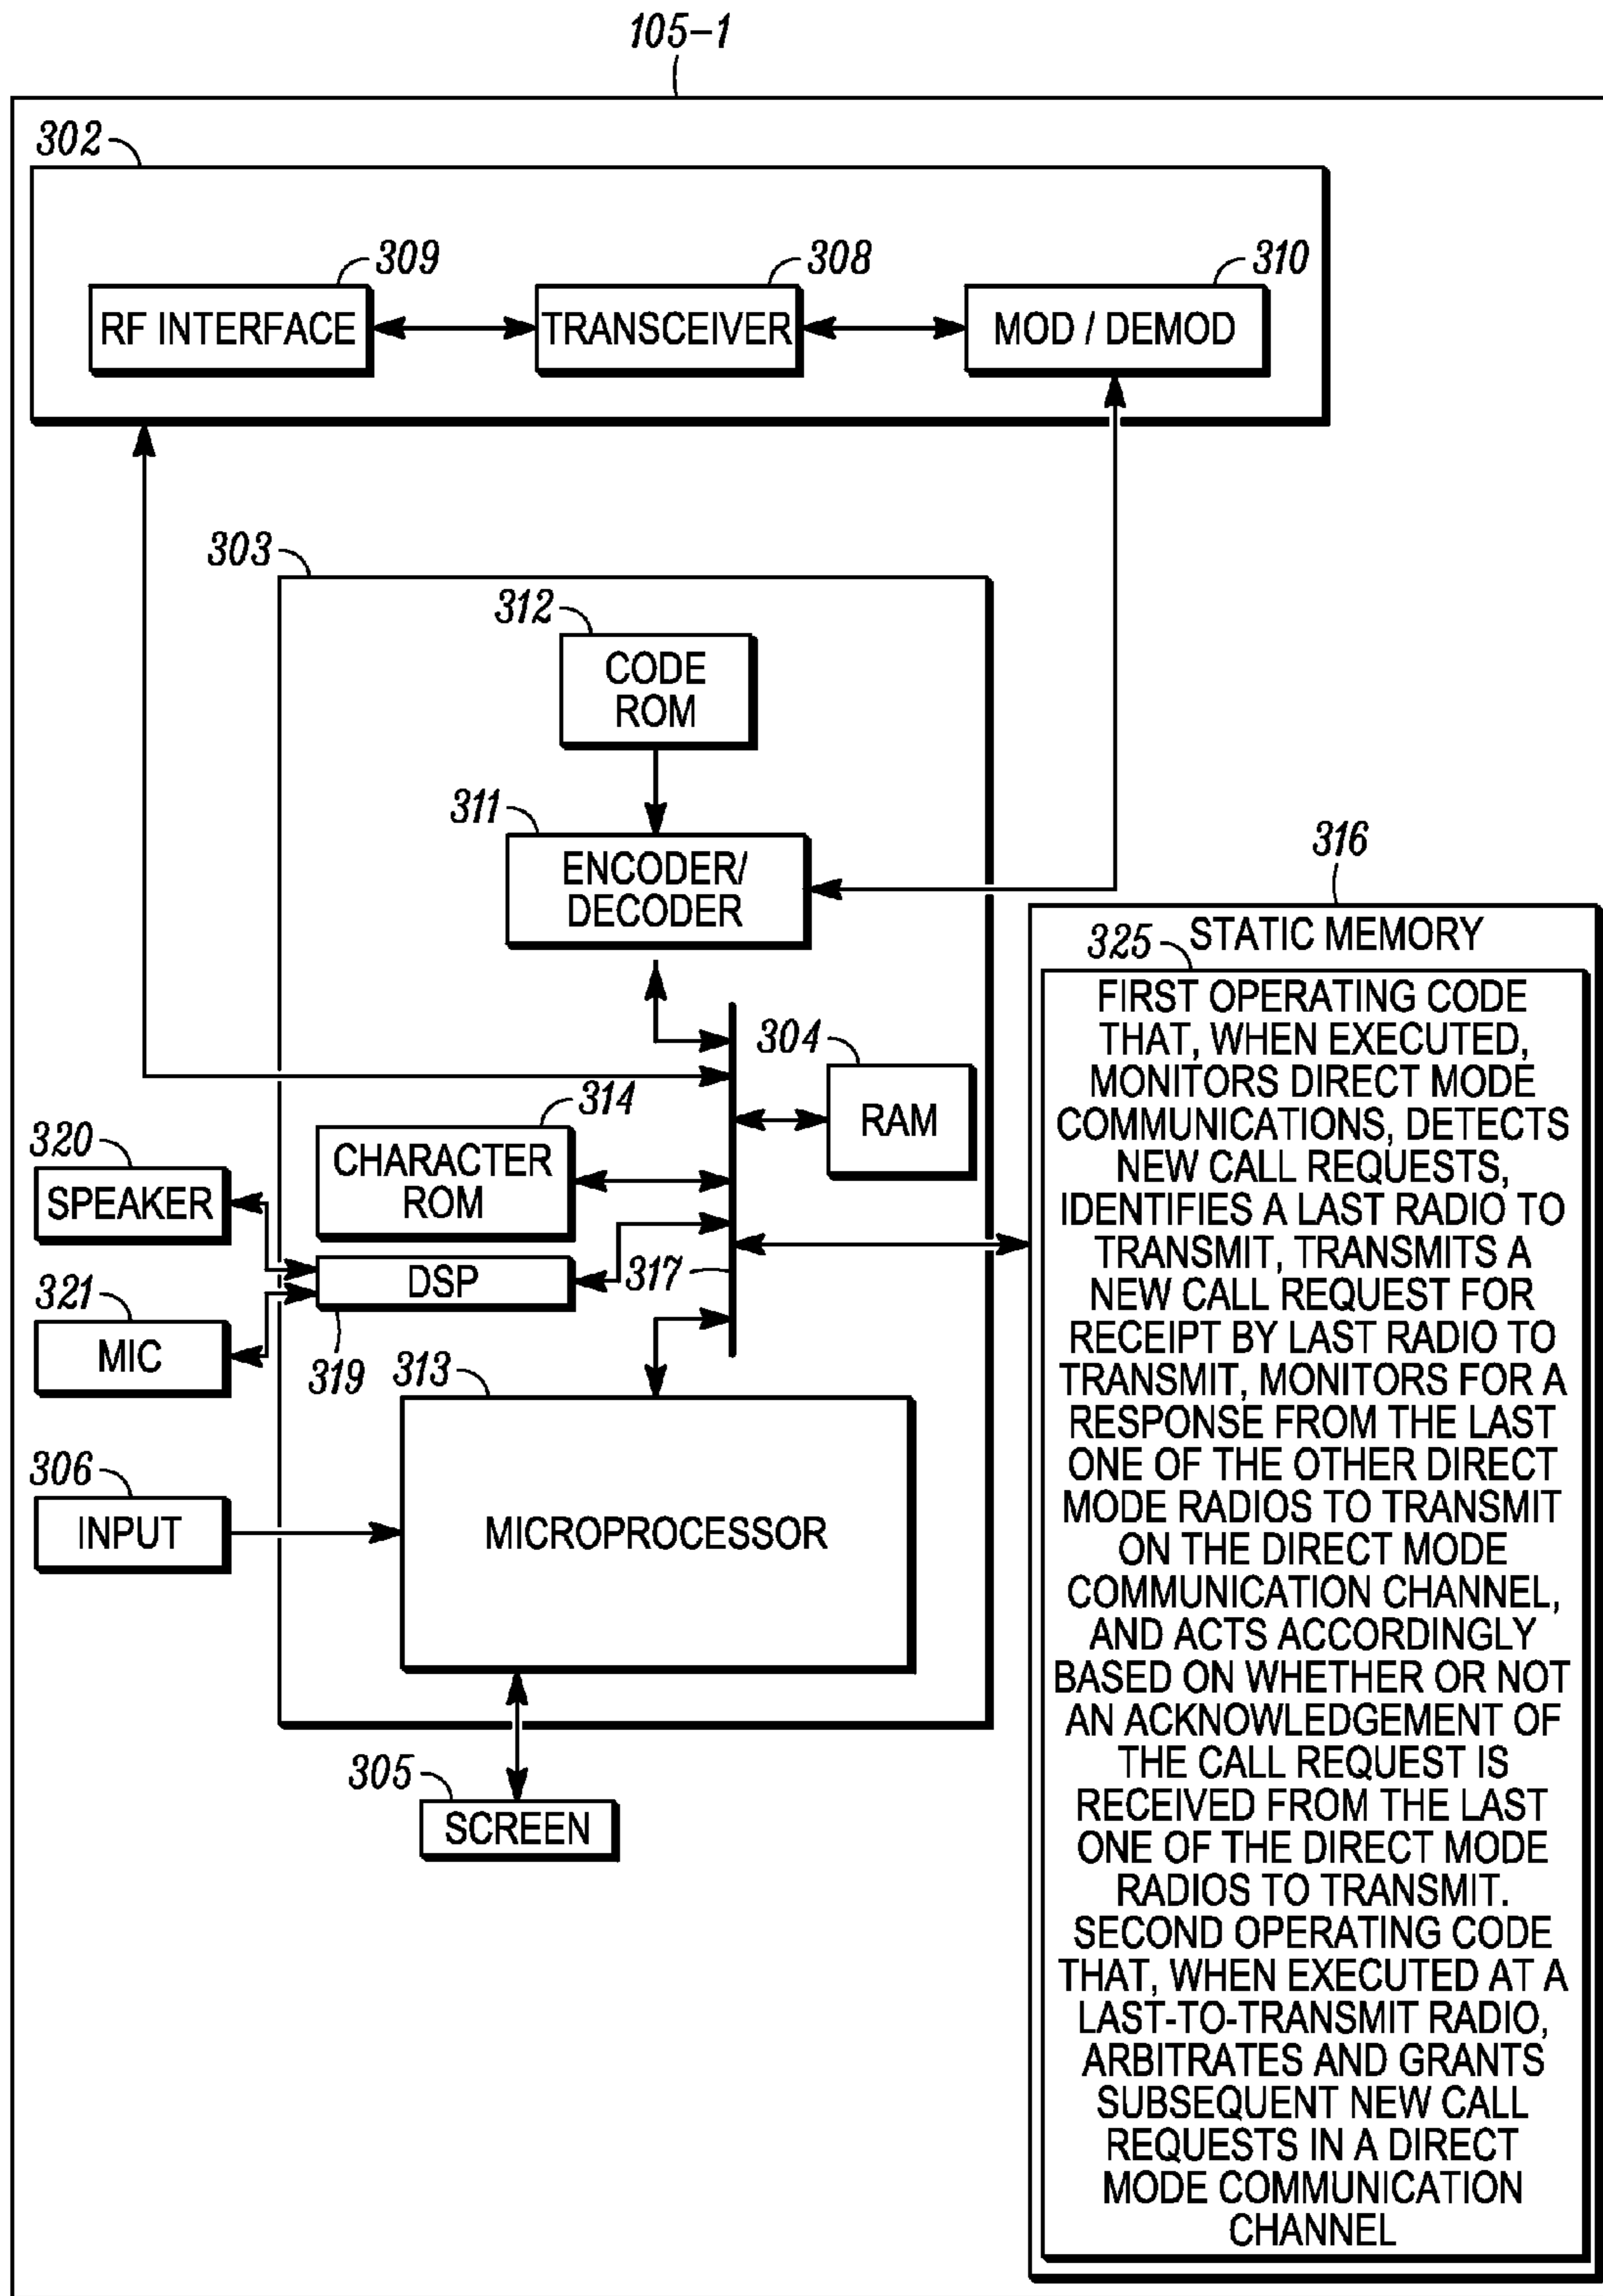 105-1
302
309
308
310
RF INTERFACE
TRANSCEIVER
MOD / DEMOD
303
312
CODE
ROM
311
ENCODER/
DECODER
316
STATIC MEMORY
325
FIRST OPERATING CODE
THAT, WHEN EXECUTED,
MONITORS DIRECT MODE
COMMUNICATIONS, DETECTS
NEW CALL REQUESTS,
IDENTIFIES A LAST RADIO TO
TRANSMIT, TRANSMITS A
NEW CALL REQUEST FOR
RECEIPT BY LAST RADIO TO
TRANSMIT, MONITORS FOR A
RESPONSE FROM THE LAST
ONE OF THE OTHER DIRECT
MODE RADIOS TO TRANSMIT
ON THE DIRECT MODE
COMMUNICATION CHANNEL,
AND ACTS ACCORDINGLY
BASED ON WHETHER OR NOT
AN ACKNOWLEDGEMENT OF
THE CALL REQUEST IS
RECEIVED FROM THE LAST
ONE OF THE DIRECT MODE
RADIOS TO TRANSMIT.
SECOND OPERATING CODE
THAT, WHEN EXECUTED AT A
LAST-TO-TRANSMIT RADIO,
ARBITRATES AND GRANTS
SUBSEQUENT NEW CALL
REQUESTS IN A DIRECT
MODE COMMUNICATION
CHANNEL
304
RAM
314
CHARACTER
ROM
320
SPEAKER
DSP
317
321
MIC
319
313
MICROPROCESSOR
306
INPUT
305
SCREEN